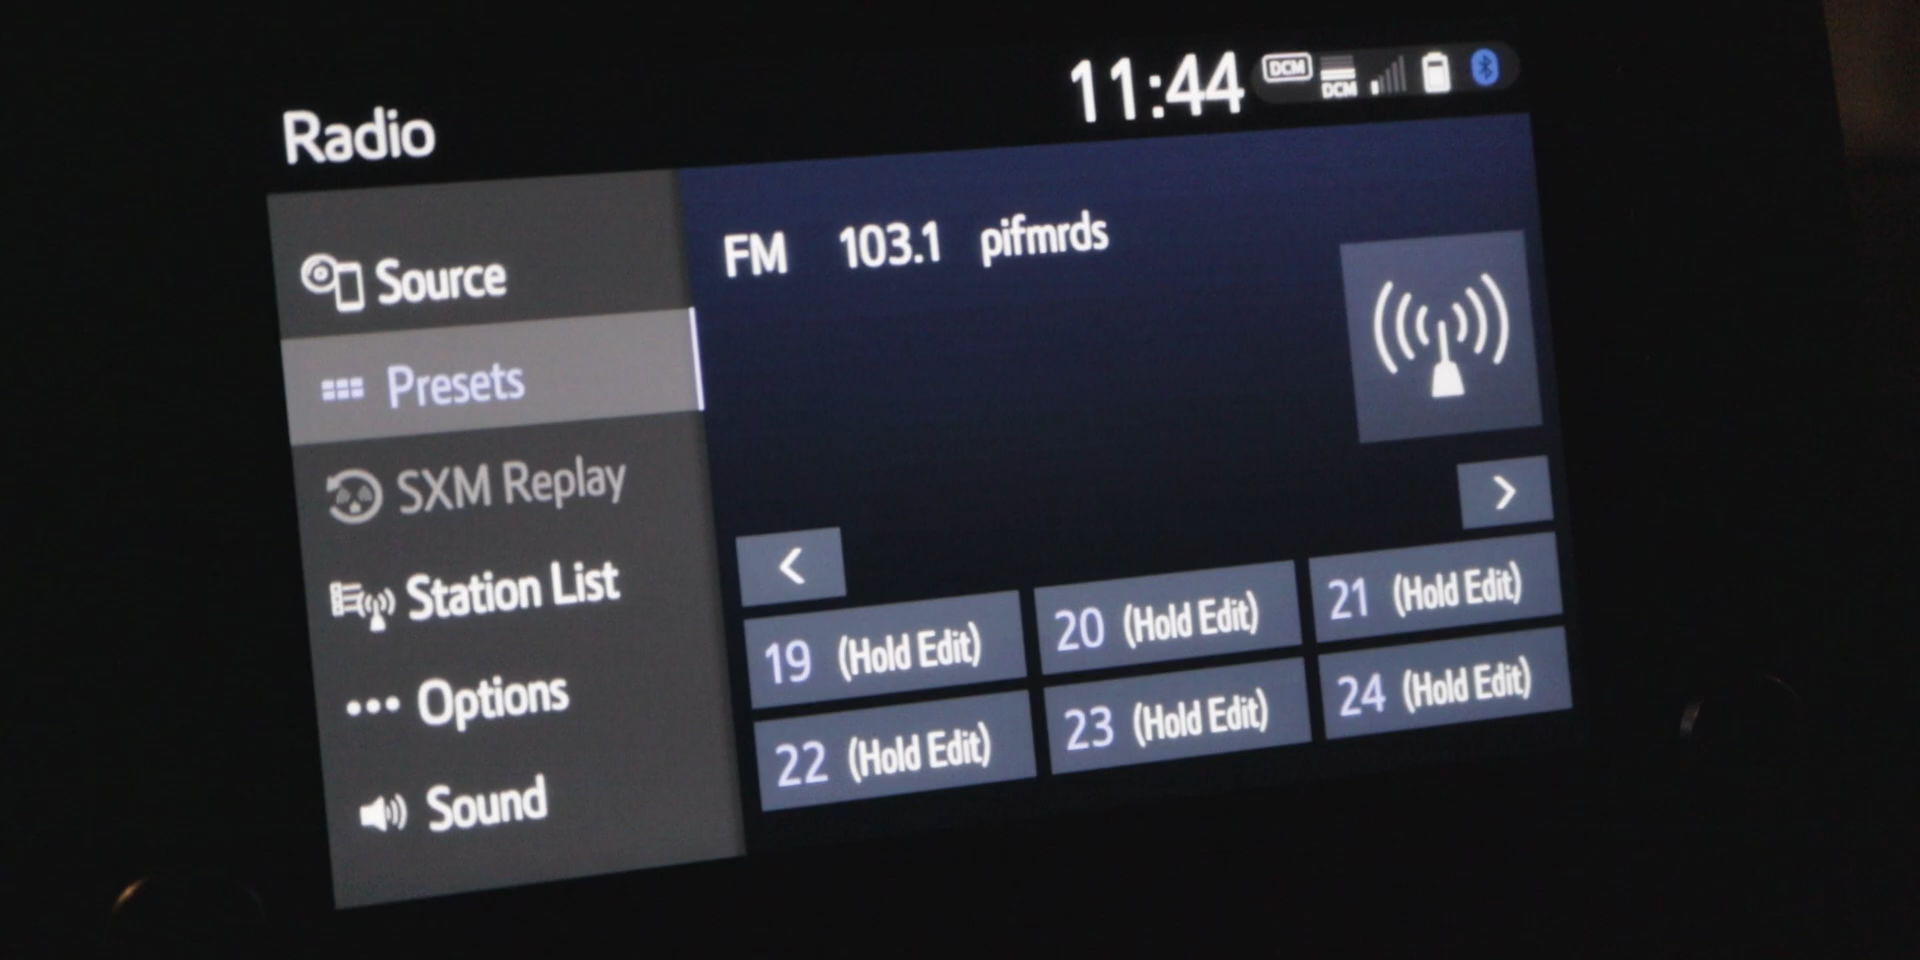 Radio
11:44
DCM
DCM
Source
Presets
SXM Replay
Station List
Options
Sound
FM 103.1 pifmrds
<
>
19 (Hold Edit)
20 (Hold Edit)
21 (Hold Edit)
22 (Hold Edit)
23 (Hold Edit)
24 (Hold Edit)